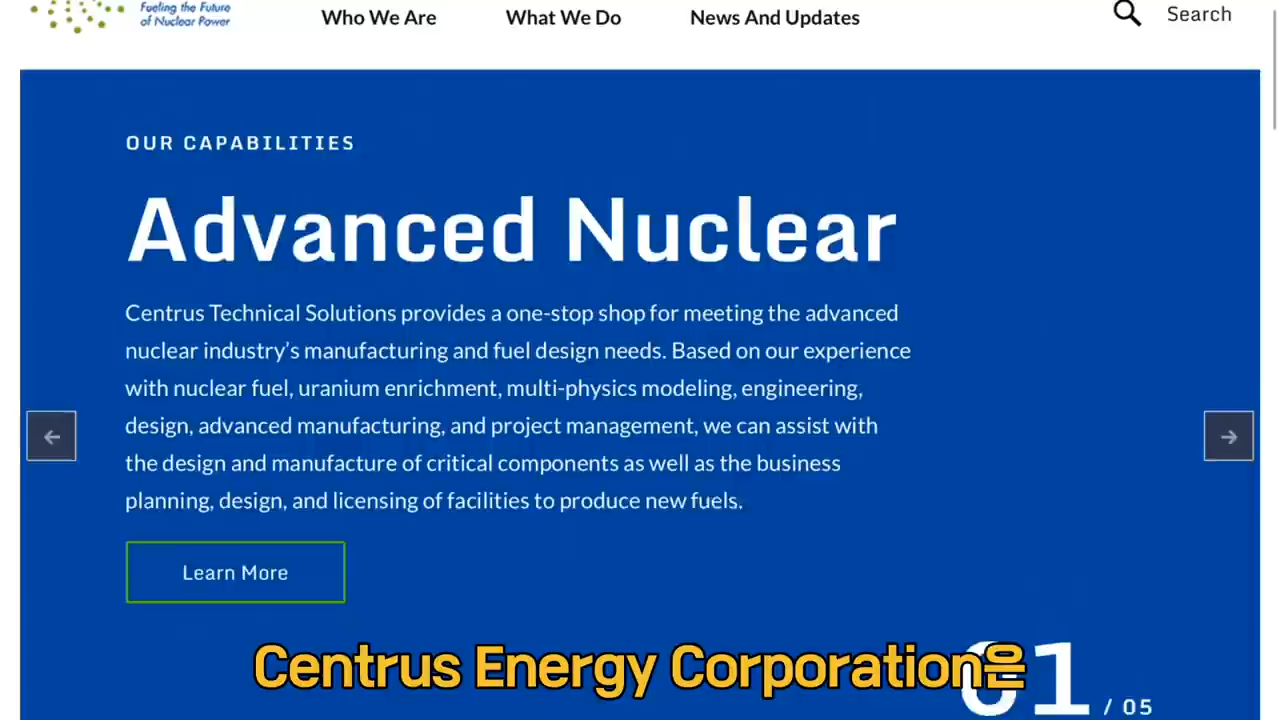 Fueling the Future
of Nuclear Power
Who We Are
What We Do
News And Updates
Search
OUR CAPABILITIES
Advanced Nuclear
Centrus Technical Solutions provides a one-stop shop for meeting the advanced
nuclear industry’s manufacturing and fuel design needs. Based on our experience
with nuclear fuel, uranium enrichment, multi-physics modeling, engineering,
design, advanced manufacturing, and project management, we can assist with
the design and manufacture of critical components as well as the business
planning, design, and licensing of facilities to produce new fuels.
Learn More
Centrus Energy Corporation은
01 / 05